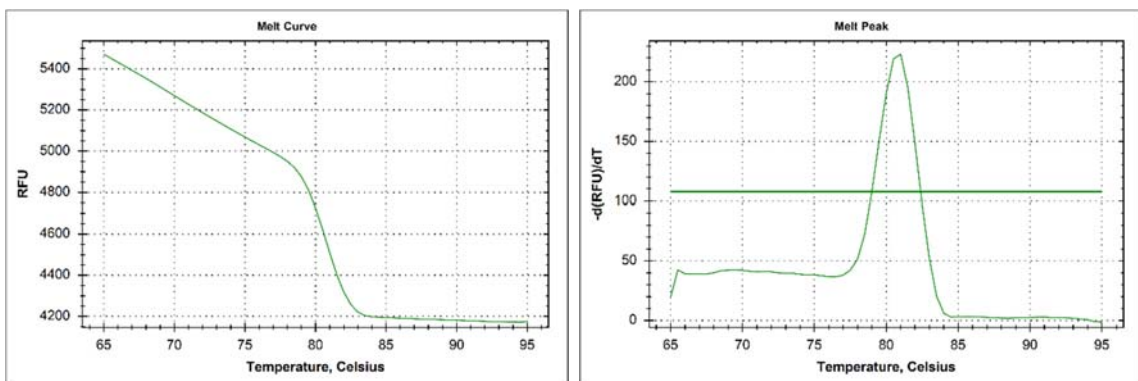 Melt Curve
RFU
5400
5200
5000
4800
4600
4400
4200
65 70 75 80 85 90 95
Temperature, Celsius
Melt Peak
-d(RFU)/dT
200
150
100
50
0
65 70 75 80 85 90 95
Temperature, Celsius